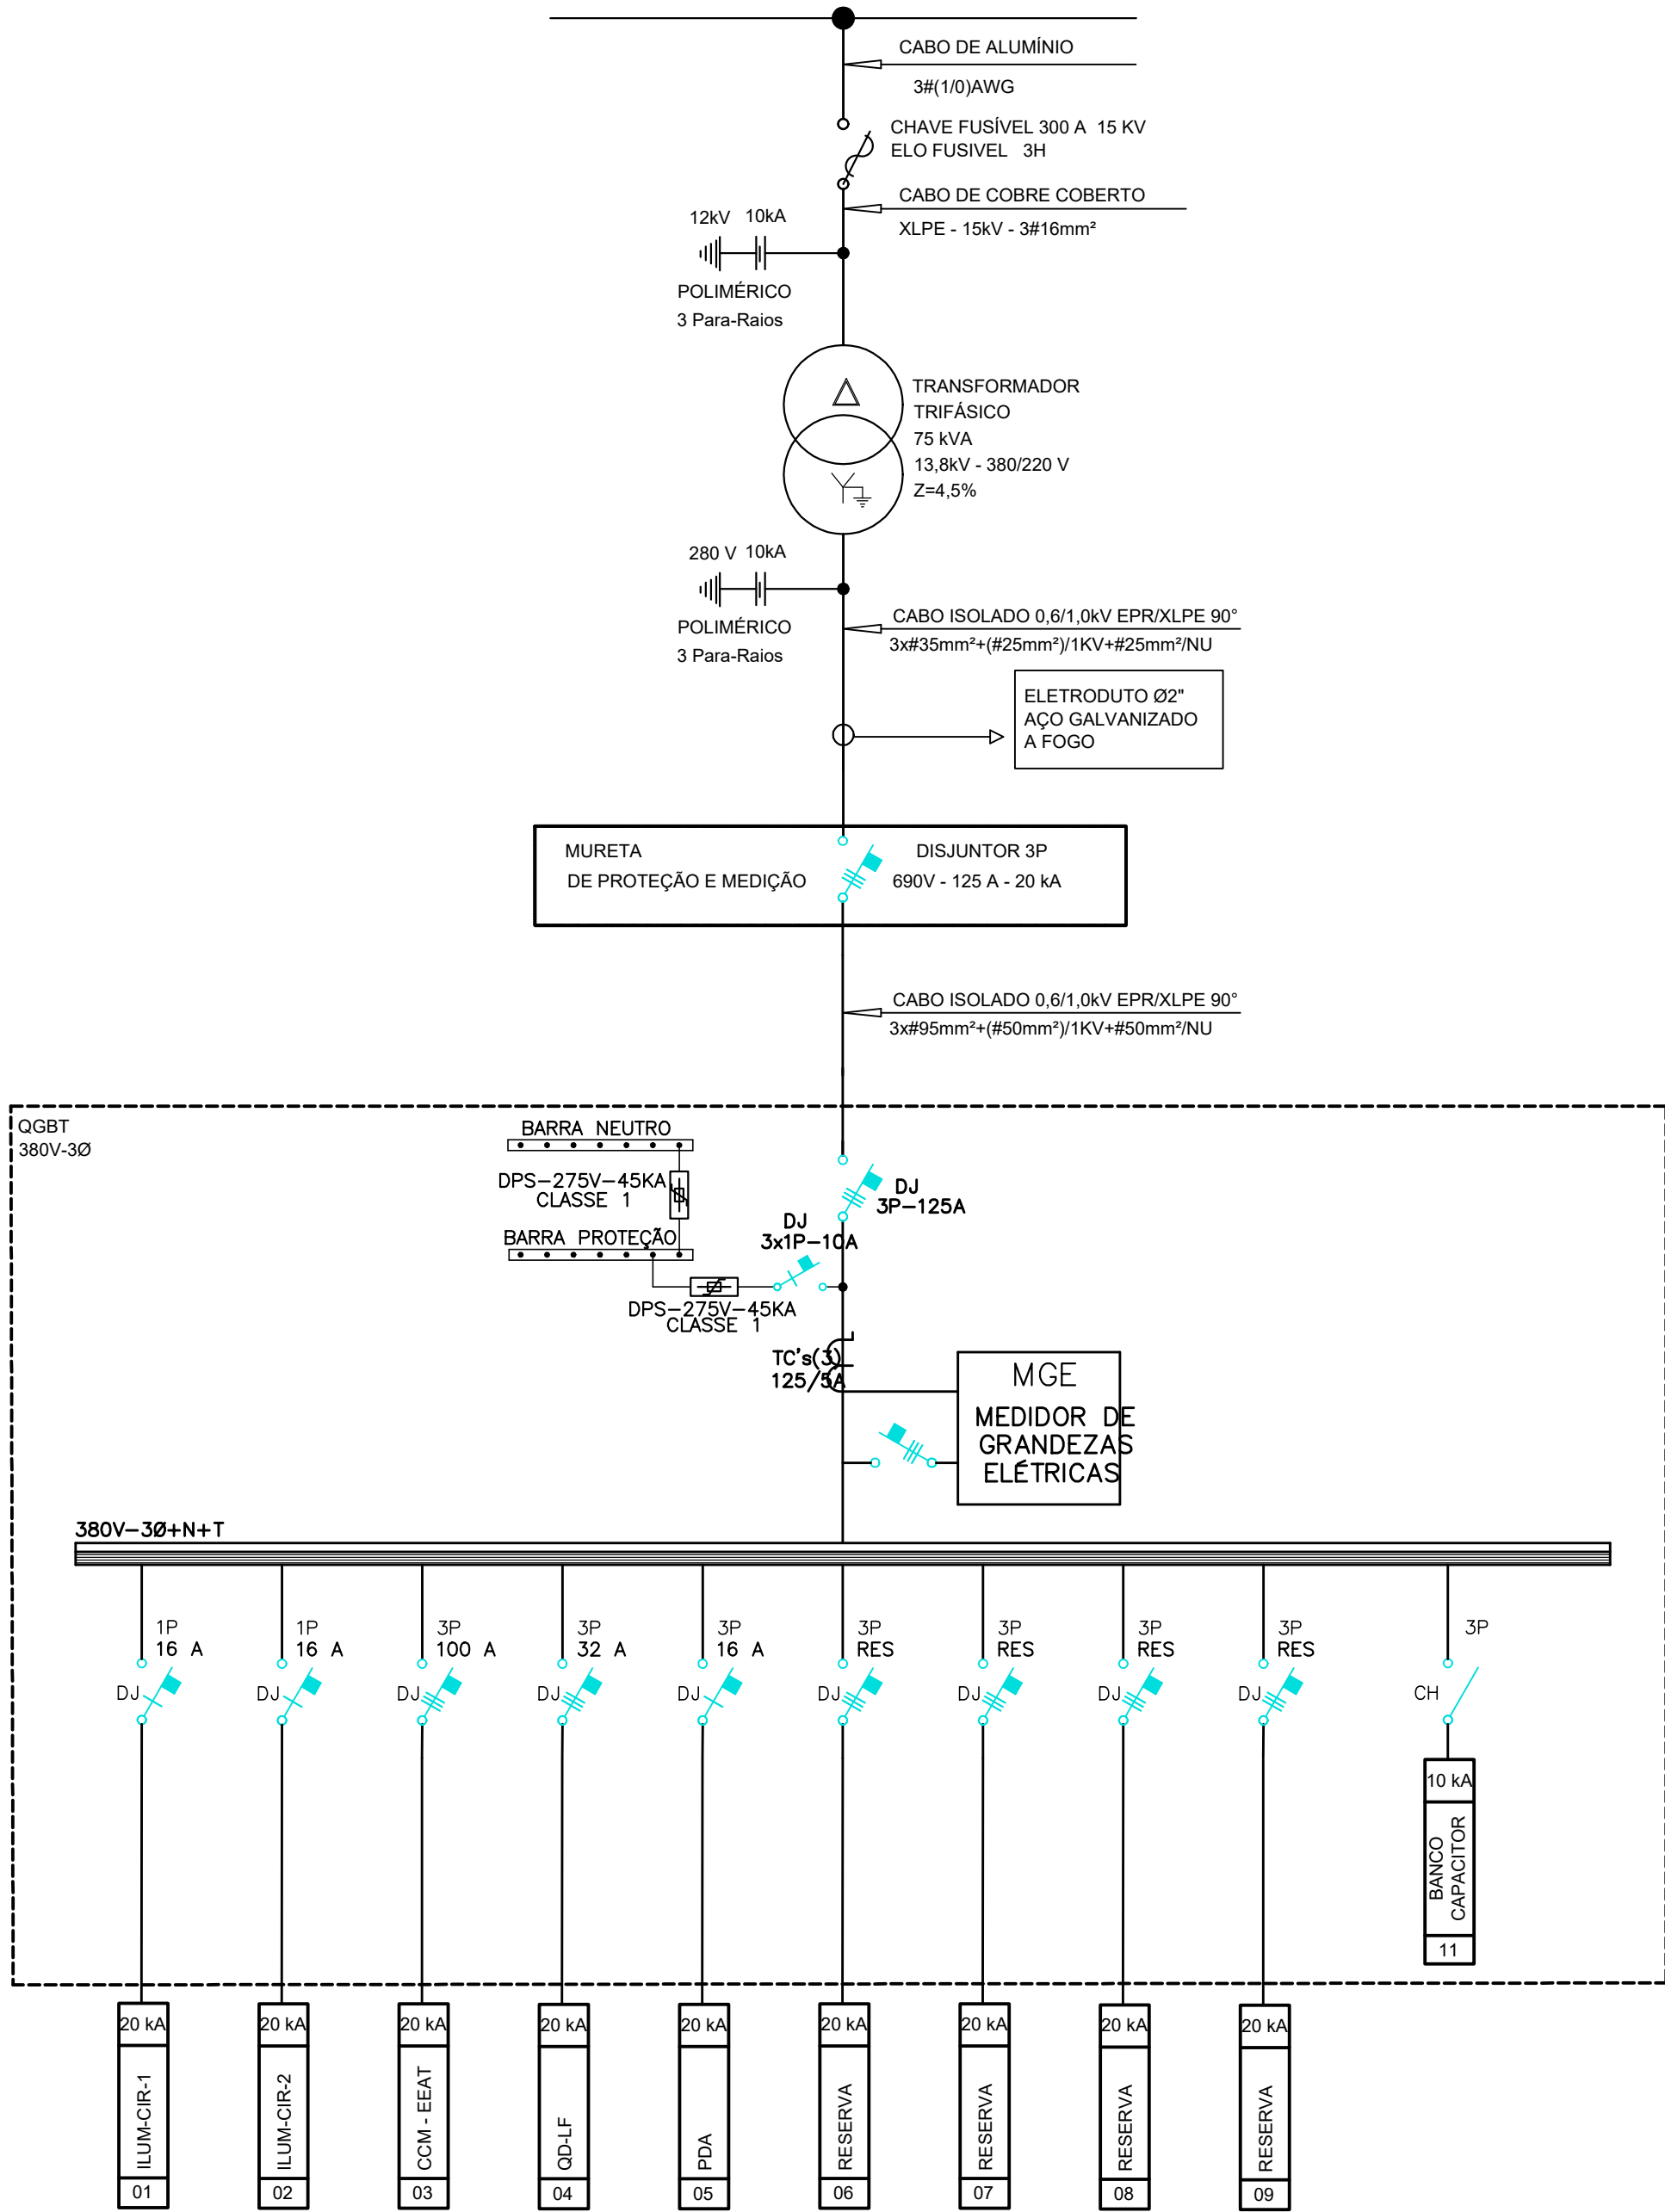 CABO DE ALUMÍNIO
3#(1/0)AWG
CHAVE FUSÍVEL 300 A 15 KV
ELO FUSIVEL 3H
CABO DE COBRE COBERTO
XLPE - 15kV - 3#16mm²
12kV 10kA
POLIMÉRICO
3 Para-Raios
TRANSFORMADOR
TRIFÁSICO
75 kVA
13,8kV - 380/220 V
Z=4,5%
280 V 10kA
POLIMÉRICO
3 Para-Raios
CABO ISOLADO 0,6/1,0kV EPR/XLPE 90°
3x#35mm²+(#25mm²)/1KV+#25mm²/NU
ELETRODUTO Ø2"
AÇO GALVANIZADO
A FOGO
MURETA
DE PROTEÇÃO E MEDIÇÃO
DISJUNTOR 3P
690V - 125 A - 20 kA
CABO ISOLADO 0,6/1,0kV EPR/XLPE 90°
3x#95mm²+(#50mm²)/1KV+#50mm²/NU
QGBT
380V-3Ø
BARRA NEUTRO
DPS-275V-45KA
CLASSE 1
BARRA PROTEÇÃO
DJ
3P-125A
DJ
3x1P-10A
DPS-275V-45KA
CLASSE 1
TC's(3)
125/5A
MGE
MEDIDOR DE
GRANDEZAS
ELÉTRICAS
380V-3Ø+N+T
1P
16 A
DJ
1P
16 A
DJ
3P
100 A
DJ
3P
32 A
DJ
3P
16 A
DJ
3P
RES
DJ
3P
RES
DJ
3P
RES
DJ
3P
RES
DJ
3P
CH
10 kA
BANCO
CAPACITOR
11
20 kA
ILUM-CIR-1
01
20 kA
ILUM-CIR-2
02
20 kA
CCM - EEAT
03
20 kA
QD-LF
04
20 kA
PDA
05
20 kA
RESERVA
06
20 kA
RESERVA
07
20 kA
RESERVA
08
20 kA
RESERVA
09